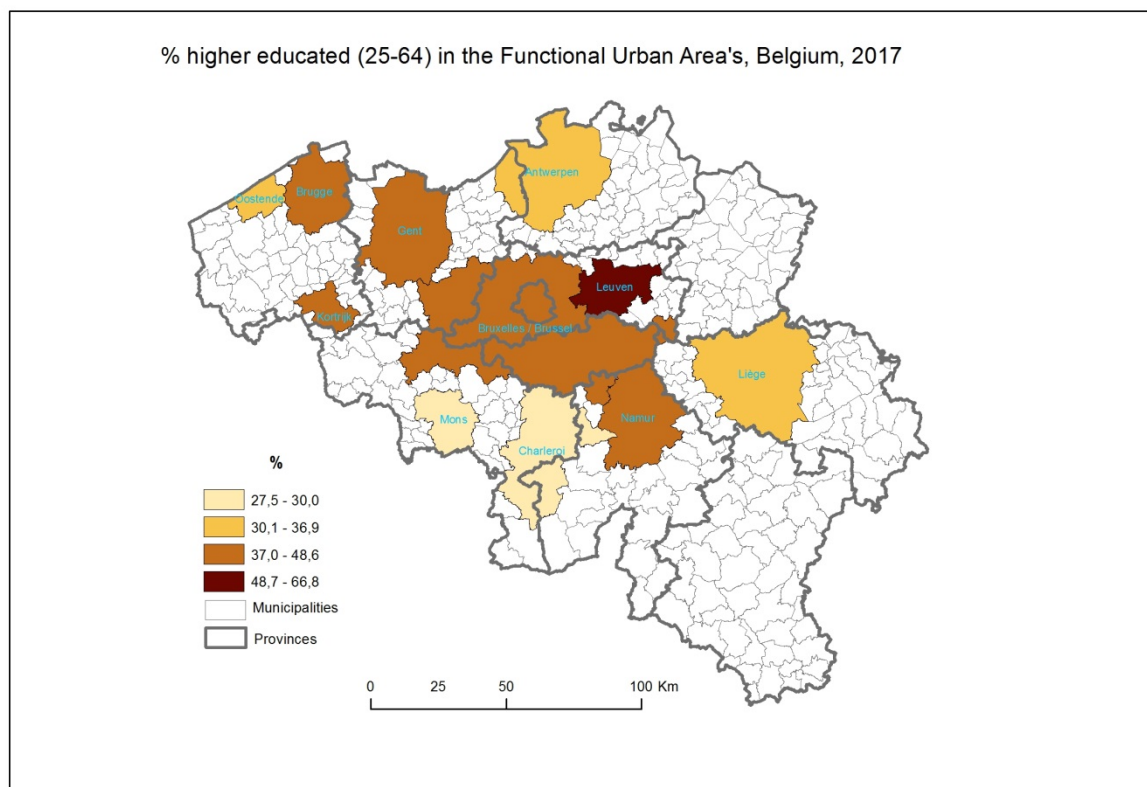 % higher educated (25-64) in the Functional Urban Area's, Belgium, 2017
Antwerpen
Oostende
Brugge
Gent
Leuven
Kortrijk
Bruxelles / Brussel
Liège
Namur
Mons
Charleroi
%
27,5 - 30,0
30,1 - 36,9
37,0 - 48,6
48,7 - 66,8
Municipalities
Provinces
0 25 50 100 Km